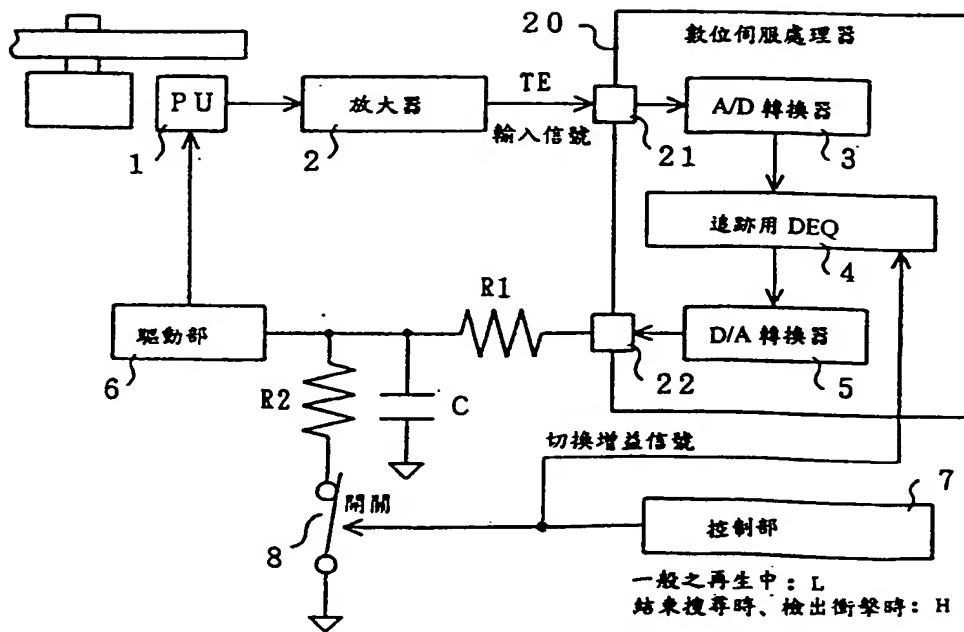 20
數位伺服處理器
PU
1
放大器
2
TE
輸入信號
21
A/D 轉換器
3
追跡用 DEQ
4
R1
驅動部
6
22
D/A 轉換器
5
R2
C
切換增益信號
開關
8
7
控制部
一般之再生中：L
結束搜尋時、檢出衝擊時：H